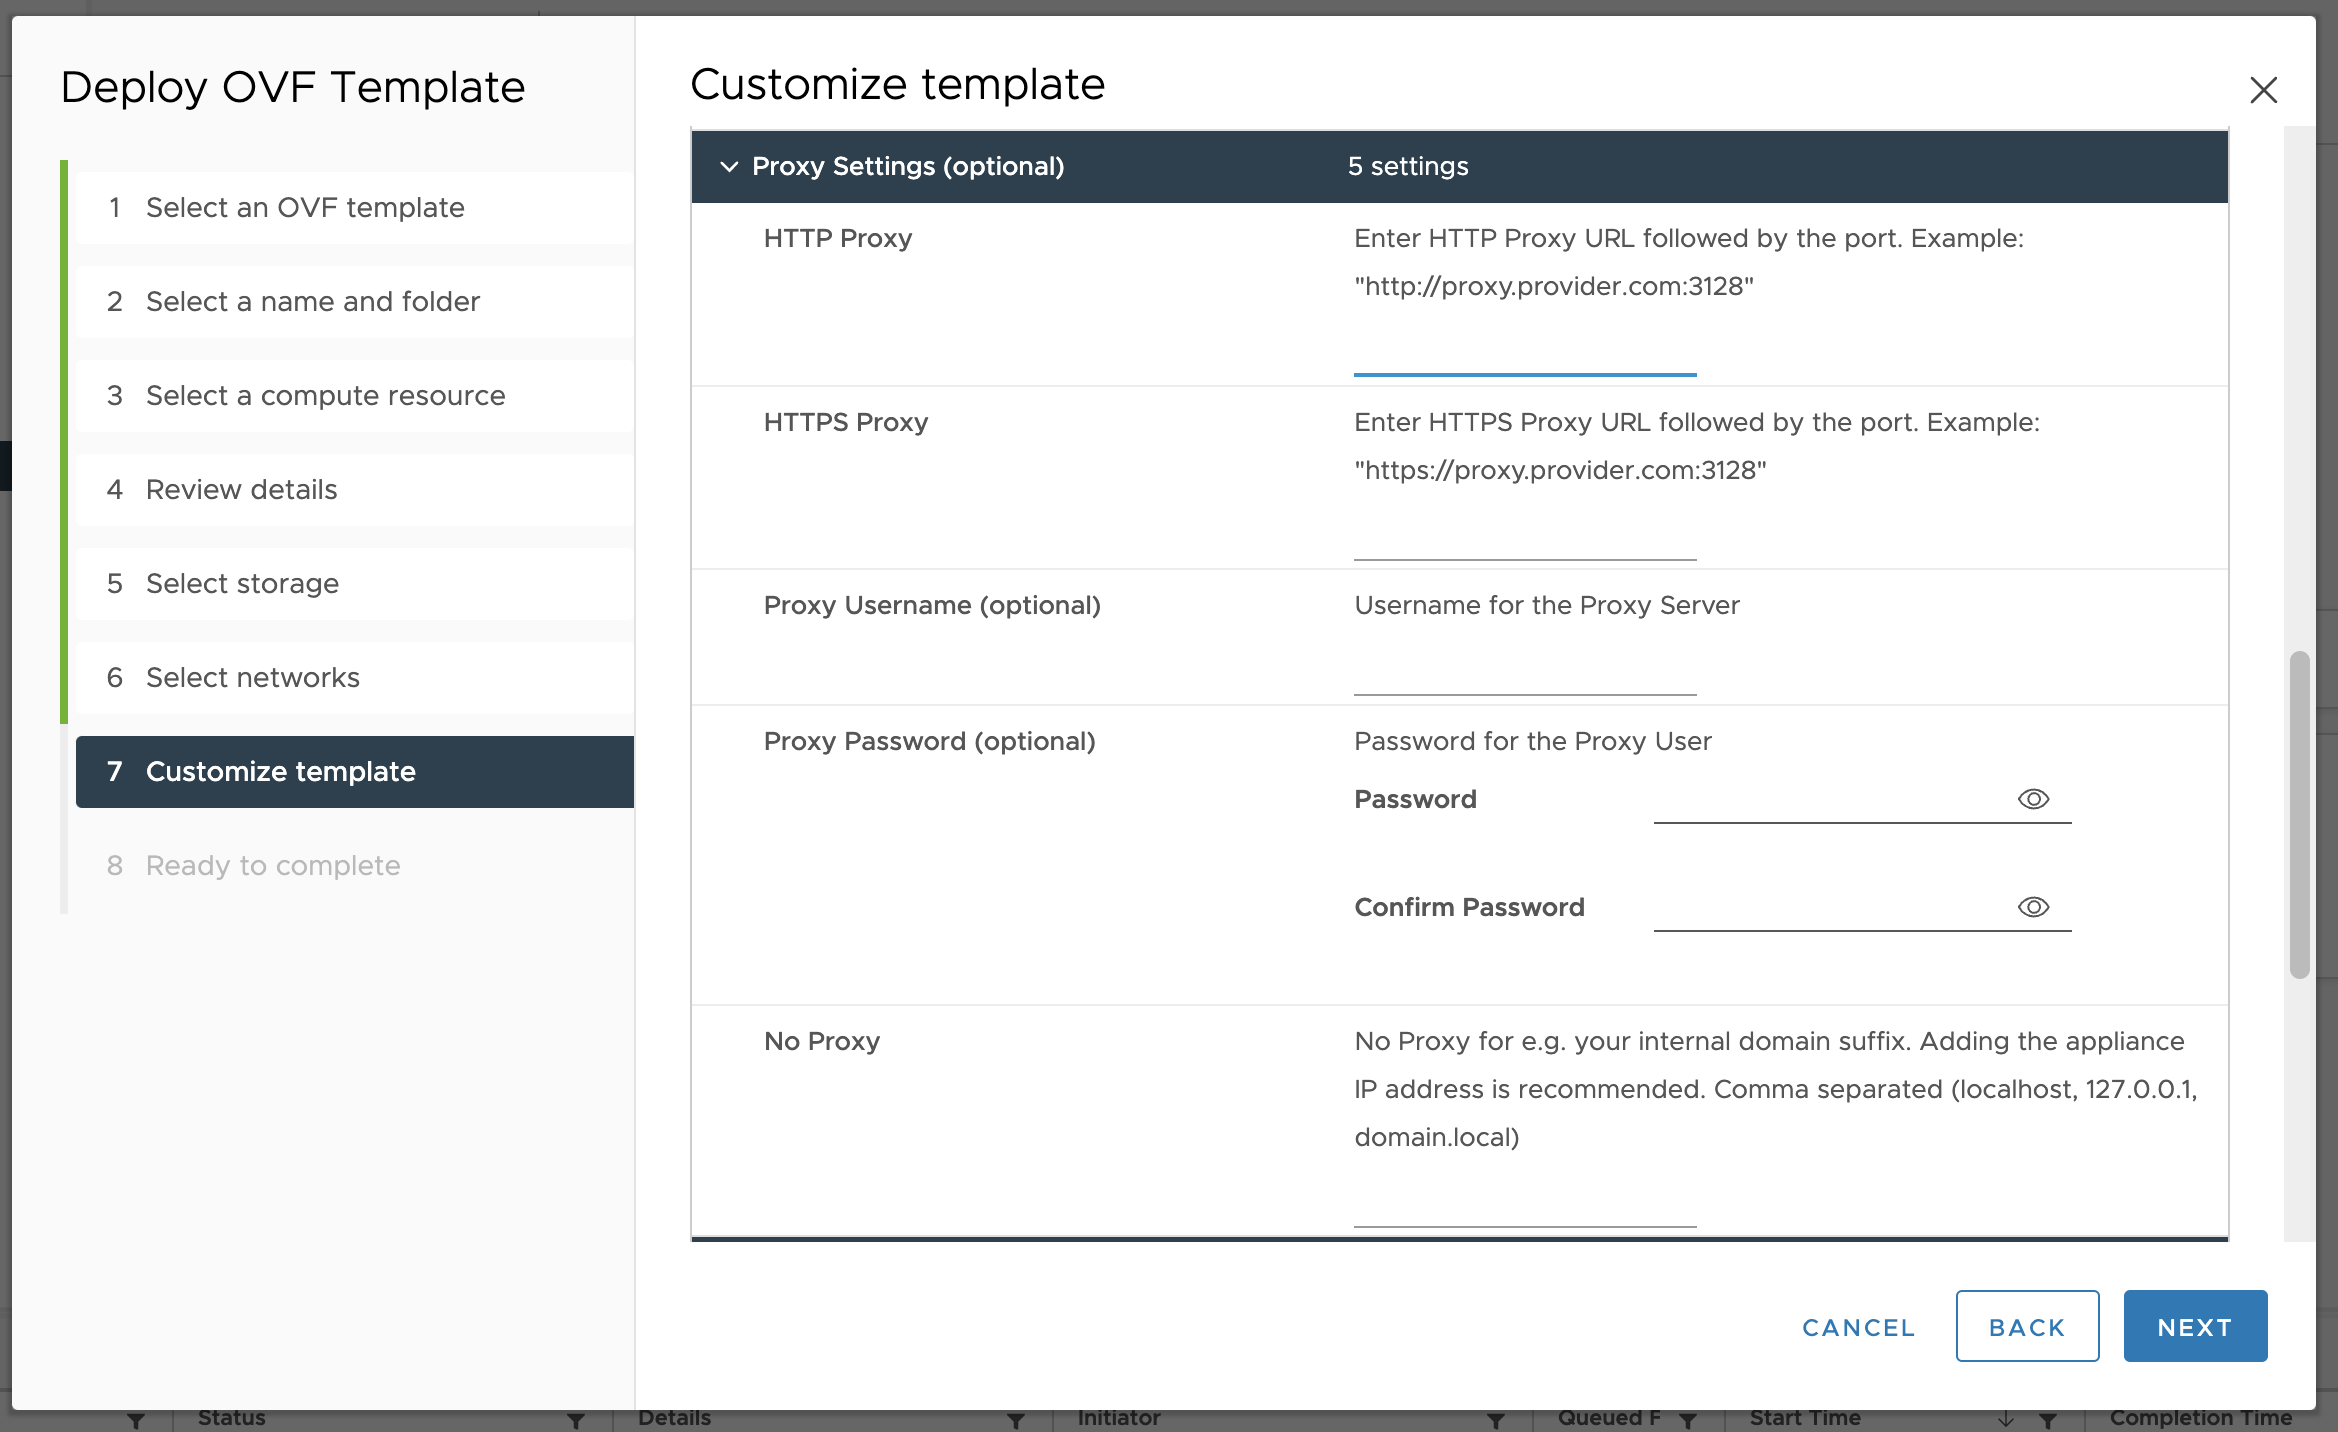 Deploy OVF Template
1 Select an OVF template
2 Select a name and folder
3 Select a compute resource
4 Review details
5 Select storage
6 Select networks
7 Customize template
8 Ready to complete
Customize template
Proxy Settings (optional) 5 settings
HTTP Proxy
Enter HTTP Proxy URL followed by the port. Example:
"http://proxy.provider.com:3128"
HTTPS Proxy
Enter HTTPS Proxy URL followed by the port. Example:
"https://proxy.provider.com:3128"
Proxy Username (optional)
Username for the Proxy Server
Proxy Password (optional)
Password for the Proxy User
Password
Confirm Password
No Proxy
No Proxy for e.g. your internal domain suffix. Adding the appliance
IP address is recommended. Comma separated (localhost, 127.0.0.1,
domain.local)
CANCEL BACK NEXT
Status Details Initiator Queued F Start Time Completion Time